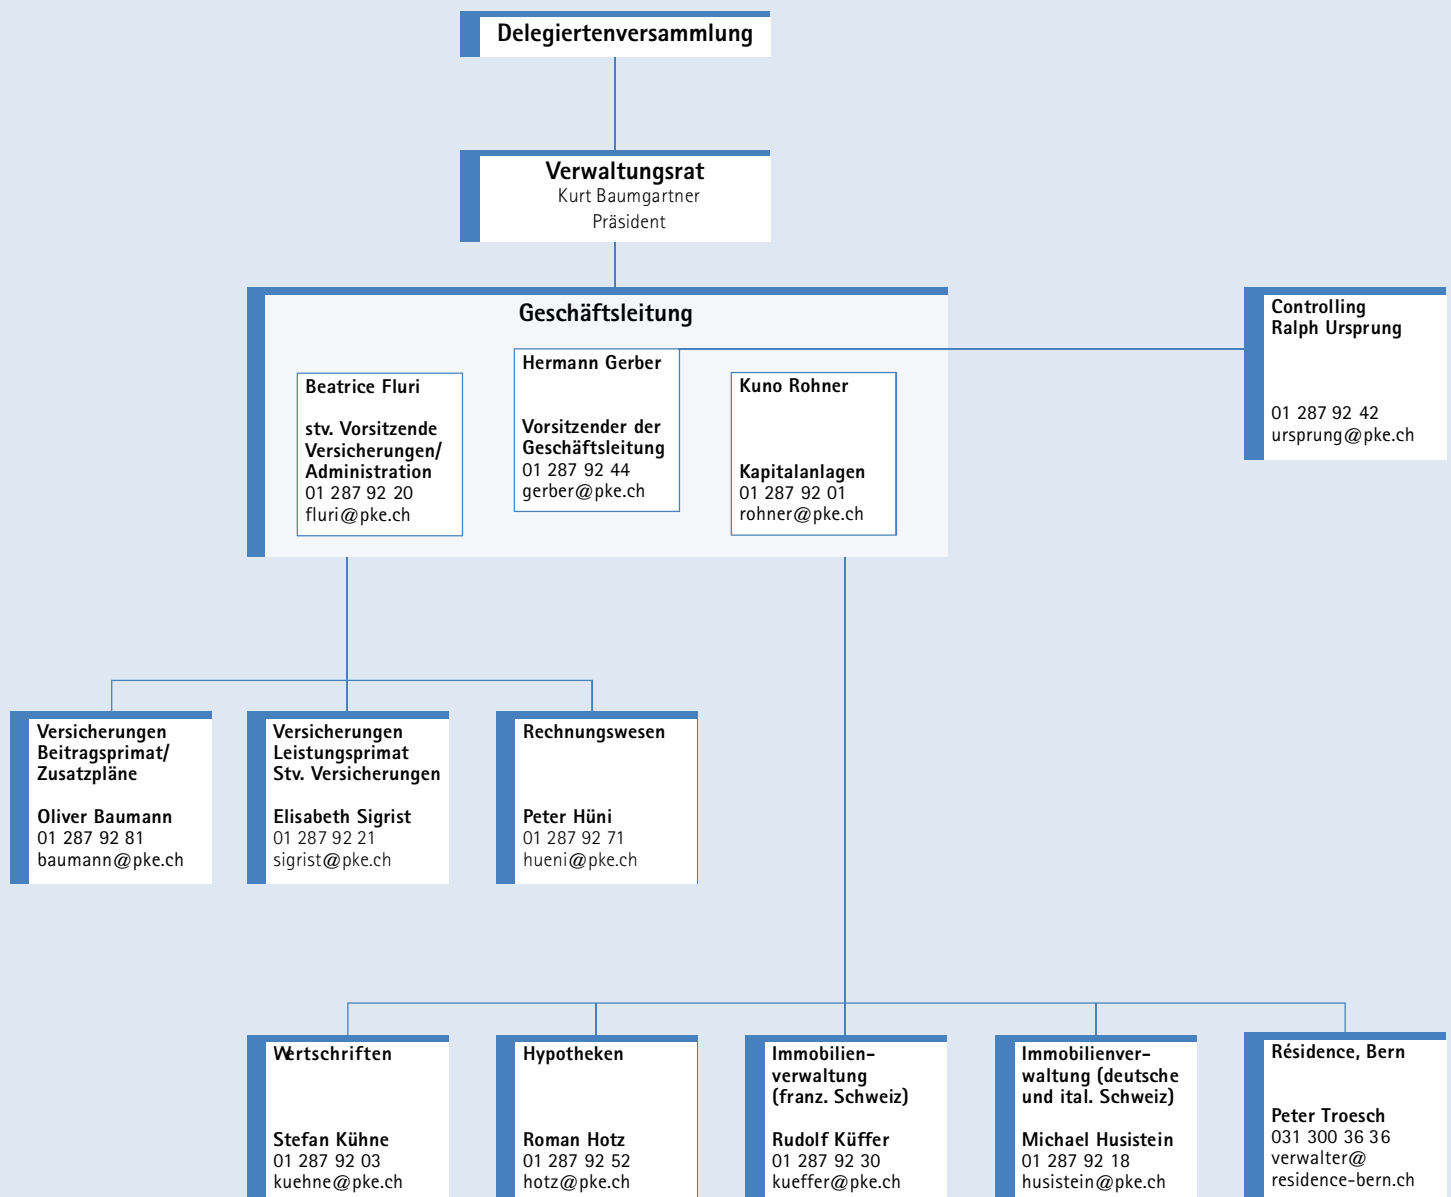 Delegiertenversammlung
Verwaltungsrat
Kurt Baumgartner
Präsident
Geschäftsleitung
Beatrice Fluri
stv. Vorsitzende
Versicherungen/
Administration
01 287 92 20
fluri@pke.ch
Hermann Gerber
Vorsitzender der
Geschäftsleitung
01 287 92 44
gerber@pke.ch
Kuno Rohner
Kapitalanlagen
01 287 92 01
rohner@pke.ch
Controlling
Ralph Ursprung
01 287 92 42
ursprung@pke.ch
Versicherungen
Beitragsprimat/
Zusatzpläne
Oliver Baumann
01 287 92 81
baumann@pke.ch
Versicherungen
Leistungsprimat
Stv. Versicherungen
Elisabeth Sigrist
01 287 92 21
sigrist@pke.ch
Rechnungswesen
Peter Hüni
01 287 92 71
hueni@pke.ch
Wertschriften
Stefan Kühne
01 287 92 03
kuehne@pke.ch
Hypotheken
Roman Hotz
01 287 92 52
hotz@pke.ch
Immobilien-
verwaltung
(franz. Schweiz)
Rudolf Küffer
01 287 92 30
kueffer@pke.ch
Immobilienver-
waltung (deutsche
und ital. Schweiz)
Michael Husistein
01 287 92 18
husistein@pke.ch
Résidence, Bern
Peter Troesch
031 300 36 36
verwalter@
residence-bern.ch